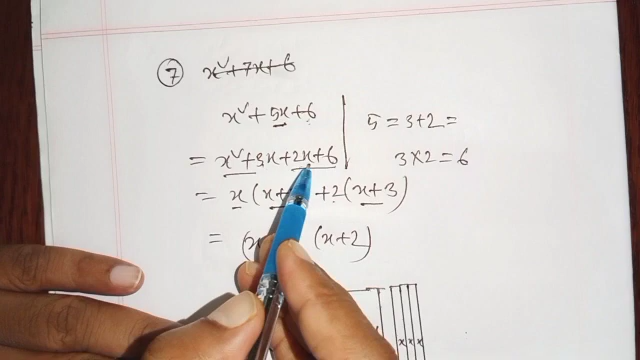 7 x²+7x+6
x²+5x+6
5=3+2=
= x²+3x+2x+6
3×2=6
= x(x+ +2(x+3)
= (x (x+2)
x x x